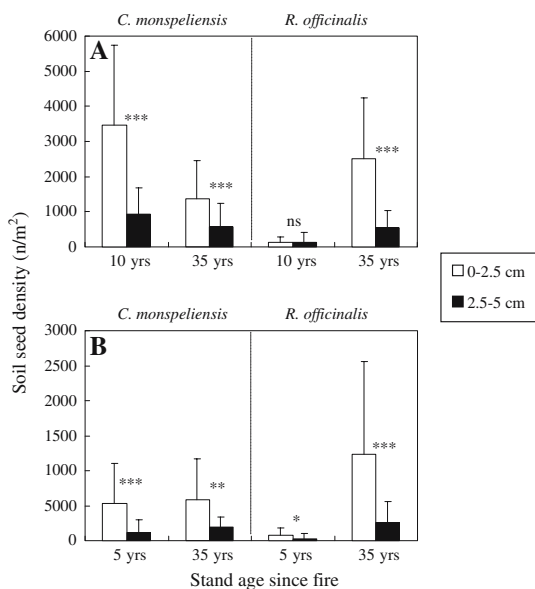 C. monspeliensis R. officinalis
A
6000
5000
4000
3000
2000
1000
0
***
***
ns
***
10 yrs 35 yrs 10 yrs 35 yrs
Soil seed density (n/m²)
0-2.5 cm
2.5-5 cm
C. monspeliensis R. officinalis
B
3000
2500
2000
1500
1000
5000
0
***
**
*
***
5 yrs 35 yrs 5 yrs 35 yrs
Stand age since fire